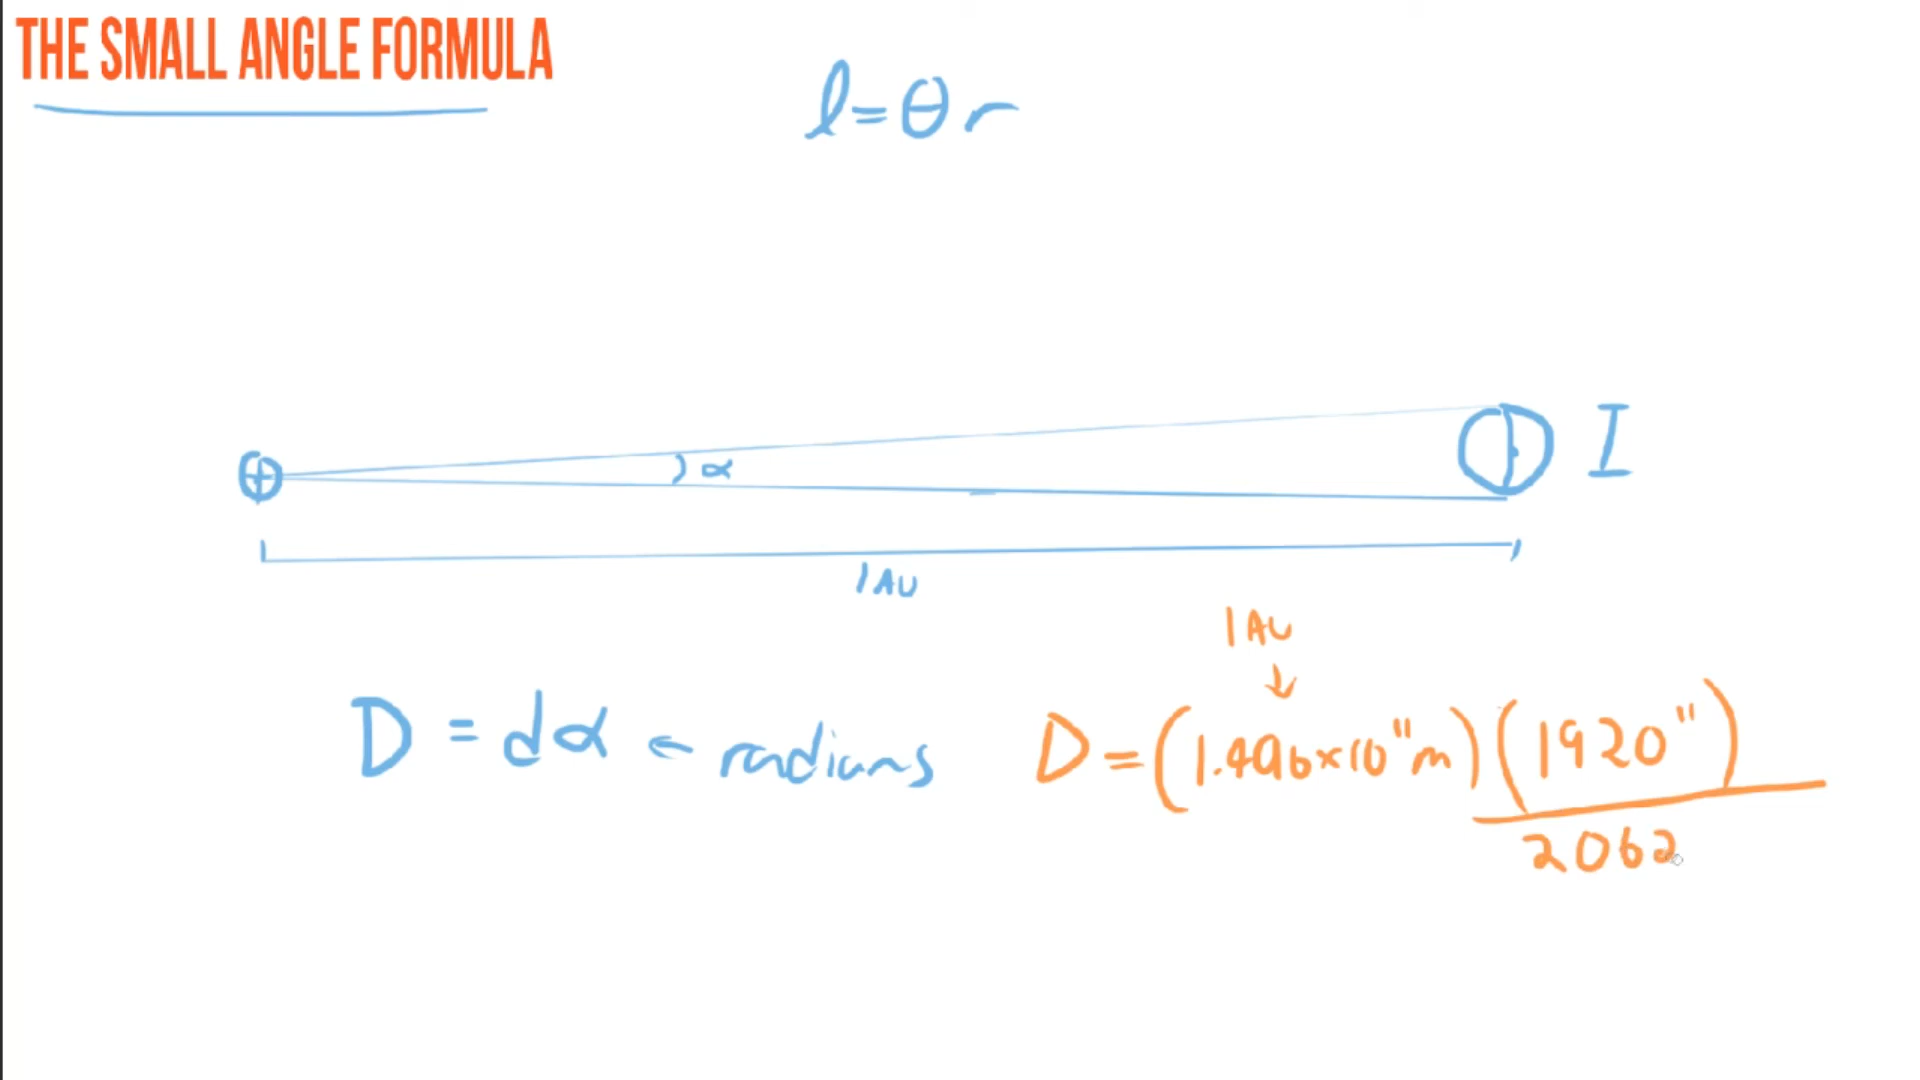 THE SMALL ANGLE FORMULA
l = θ r
α
I
1 AU
1 AU
↓
D = dα ← radians
D = (1.496 × 10¹¹ m) (1920")
2062